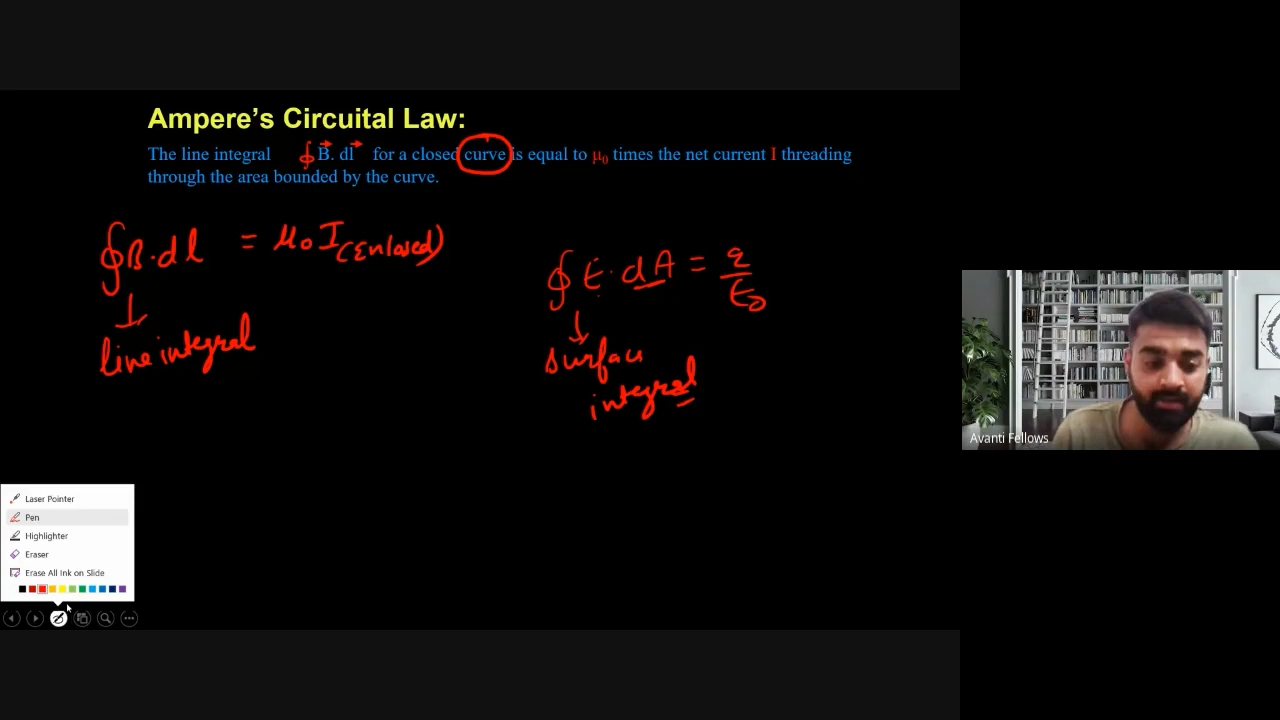 Ampere's Circuital Law:
The line integral ∮ B. dl for a closed curve is equal to μ0 times the net current I threading
through the area bounded by the curve.
∮B.dl = μ0 I(Enlosed)
↓
line integral
∮ E. dA = q/ε0
↓
surface
integral
Laser Pointer
Pen
Highlighter
Eraser
Erase All Ink on Slide
Avanti Fellows